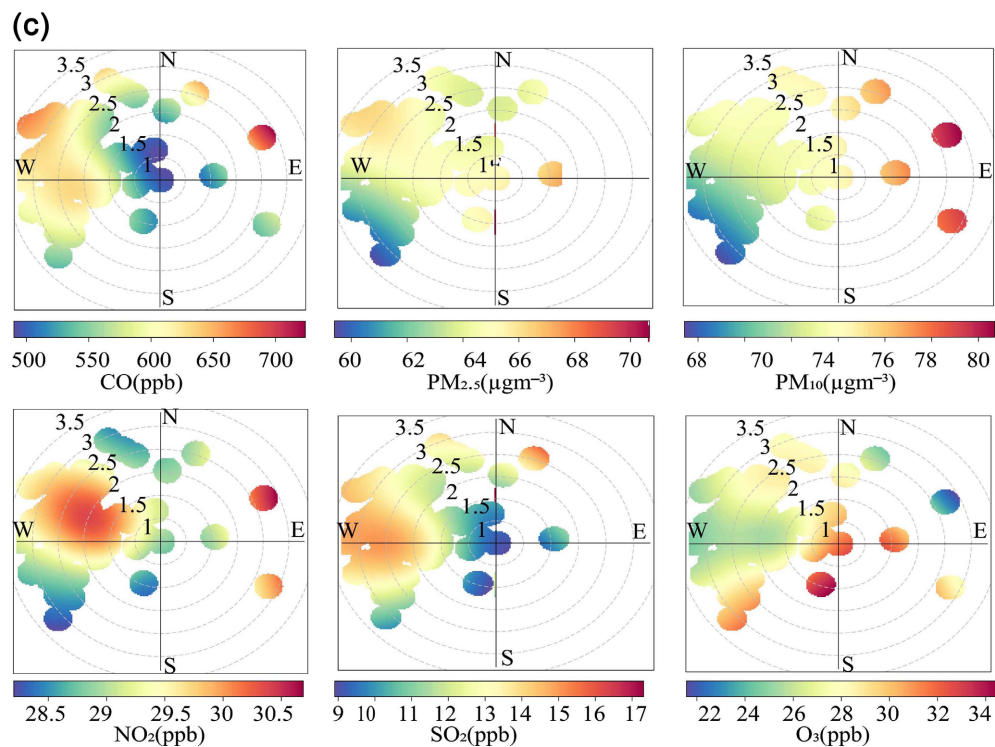 (c)
N
3.5
3
2.5
2
1.5
1
W
E
S
500 550 600 650 700
CO(ppb)
N
3.5
3
2.5
2
1.5
1
W
E
S
60 62 64 66 68 70
PM₂.₅(µgm⁻³)
N
3.5
3
2.5
2
1.5
1
W
E
S
68 70 72 74 76 78 80
PM₁₀(µgm⁻³)
N
3.5
3
2.5
2
1.5
1
W
E
S
28.5 29 29.5 30 30.5
NO₂(ppb)
N
3.5
3
2.5
2
1.5
1
W
E
S
9 10 11 12 13 14 15 16 17
SO₂(ppb)
N
3.5
3
2.5
2
1.5
1
W
E
S
22 24 26 28 30 32 34
O₃(ppb)